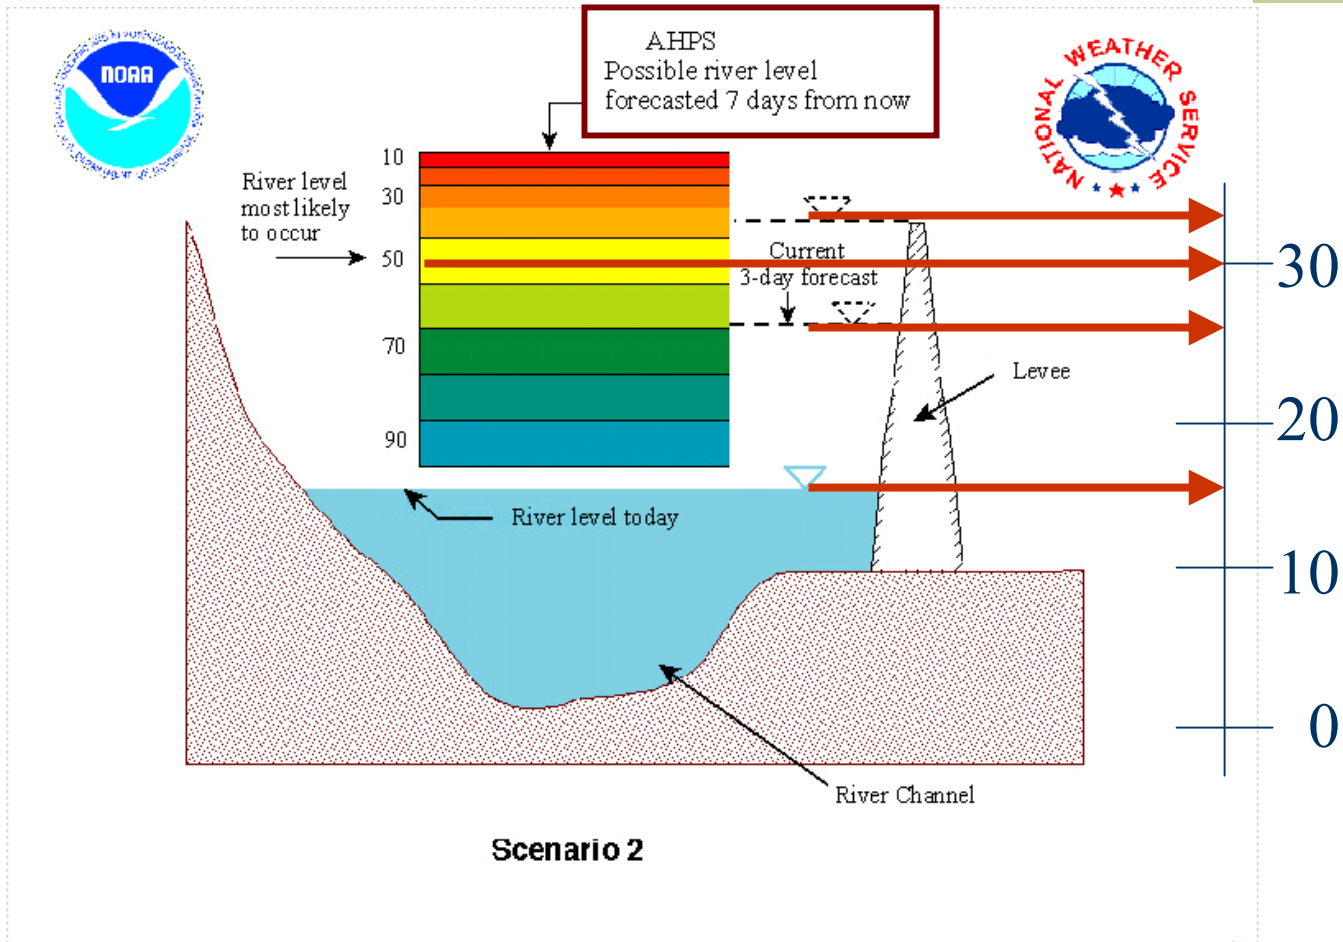 AHPS
Possible river level
forecasted 7 days from now
NOAA
NATIONAL WEATHER SERVICE
10
30
50
70
90
River level
most likely
to occur
Current
3-day forecast
Levee
River level today
River Channel
30
20
10
0
Scenario 2